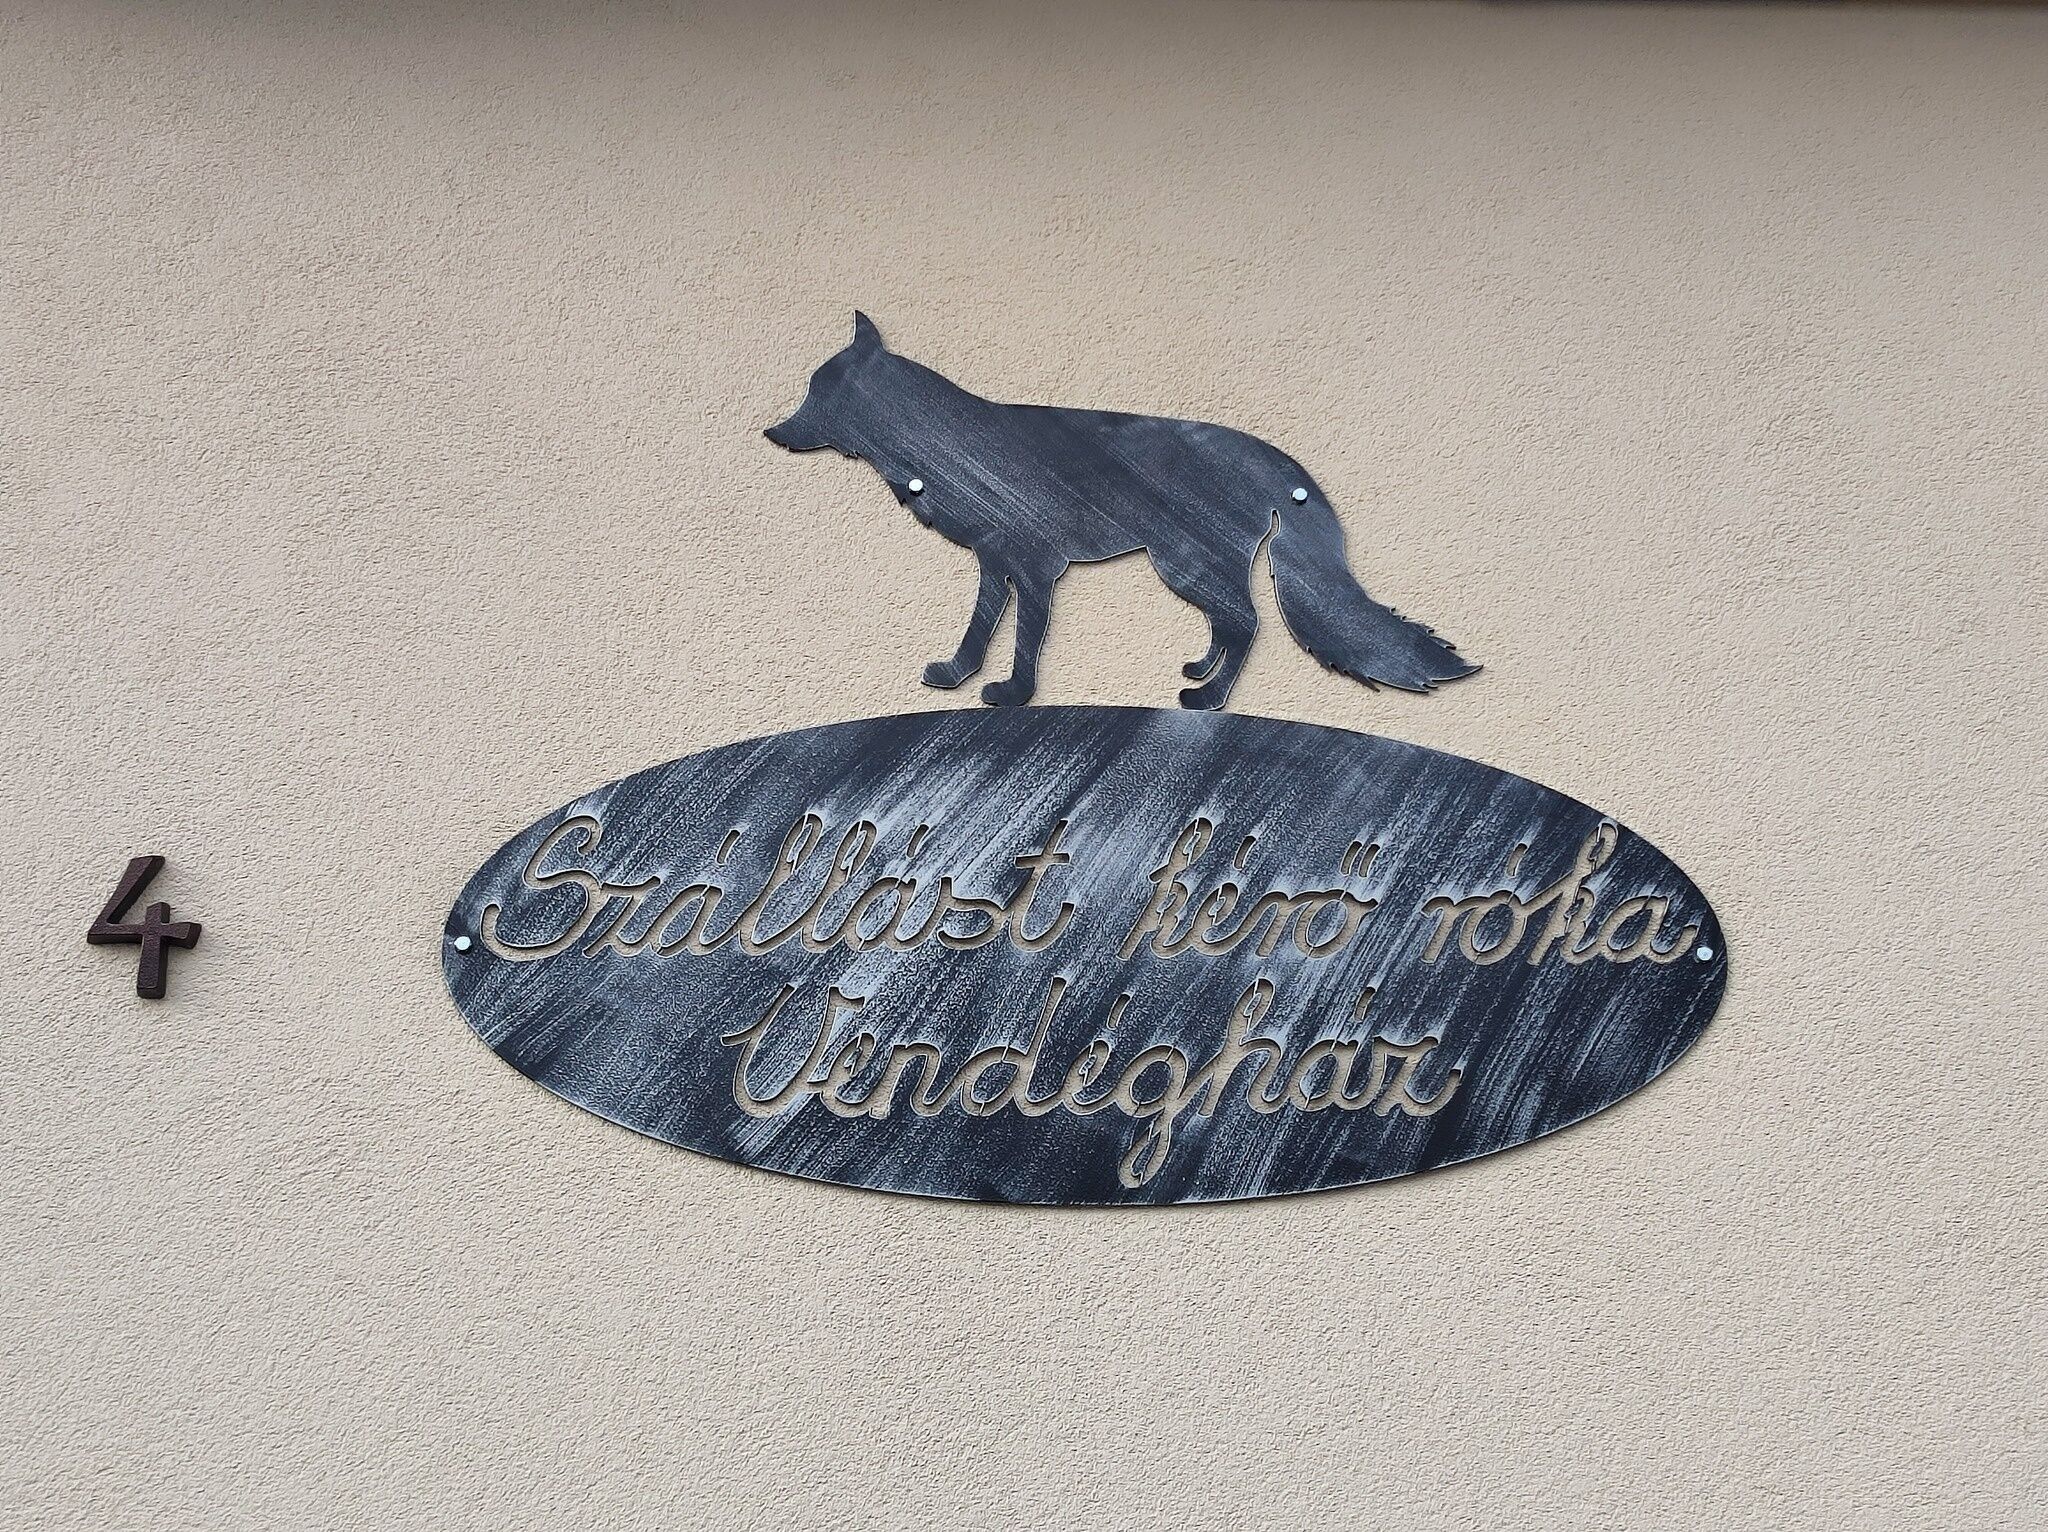 4
Szállást kérő róka
Vendégház